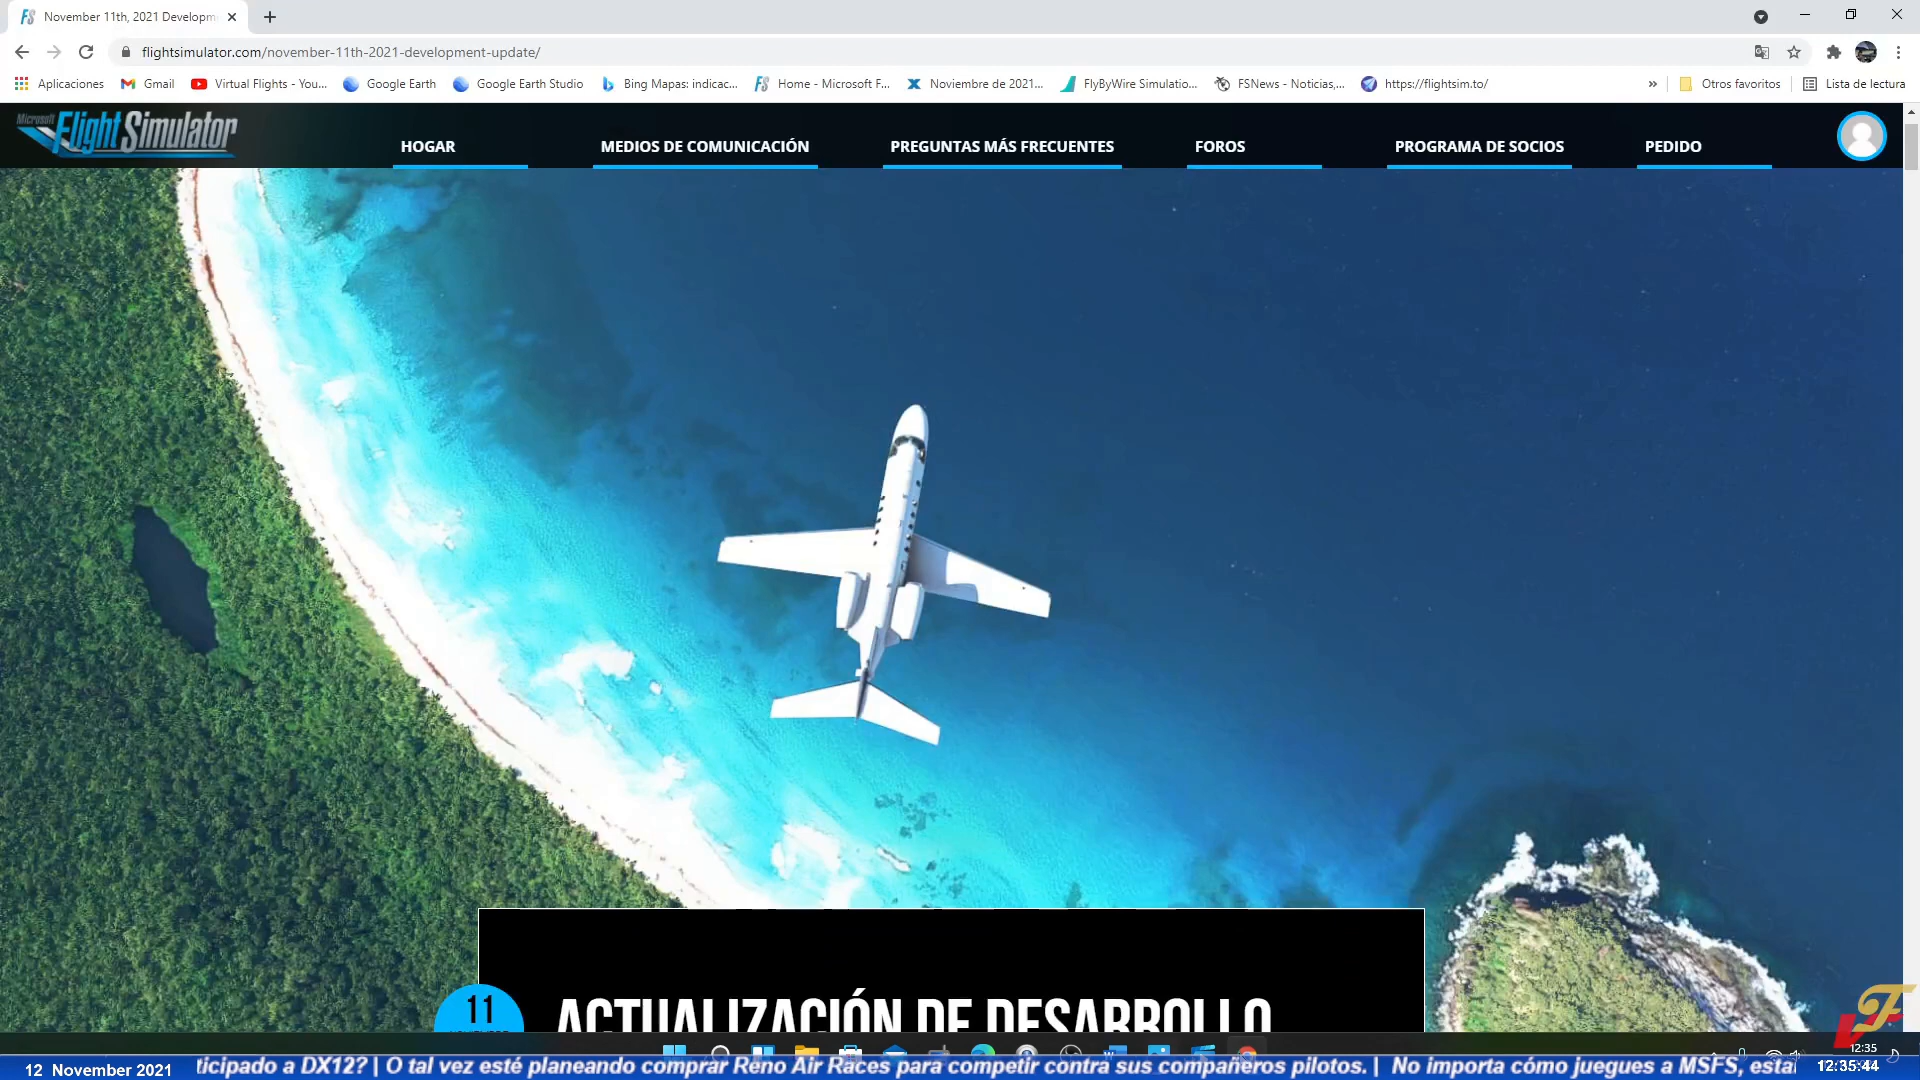 November 11th, 2021 Developm
flightsimulator.com/november-11th-2021-development-update/
Aplicaciones
Gmail
Virtual Flights - You...
Google Earth
Google Earth Studio
Bing Mapas: indicac...
Home - Microsoft F...
Noviembre de 2021...
FlyByWire Simulatio...
FSNews - Noticias,...
https://flightsim.to/
»
Otros favoritos
Lista de lectura
Microsoft
Flight Simulator
HOGAR
MEDIOS DE COMUNICACIÓN
PREGUNTAS MÁS FRECUENTES
FOROS
PROGRAMA DE SOCIOS
PEDIDO
11
ACTUALIZACIÓN DE DESARROLLO
12:35
12 November 2021
ticipado a DX12? | O tal vez esté planeando comprar Reno Air Races para competir contra sus compañeros pilotos. | No importa cómo juegues a MSFS, esta
12:35:44